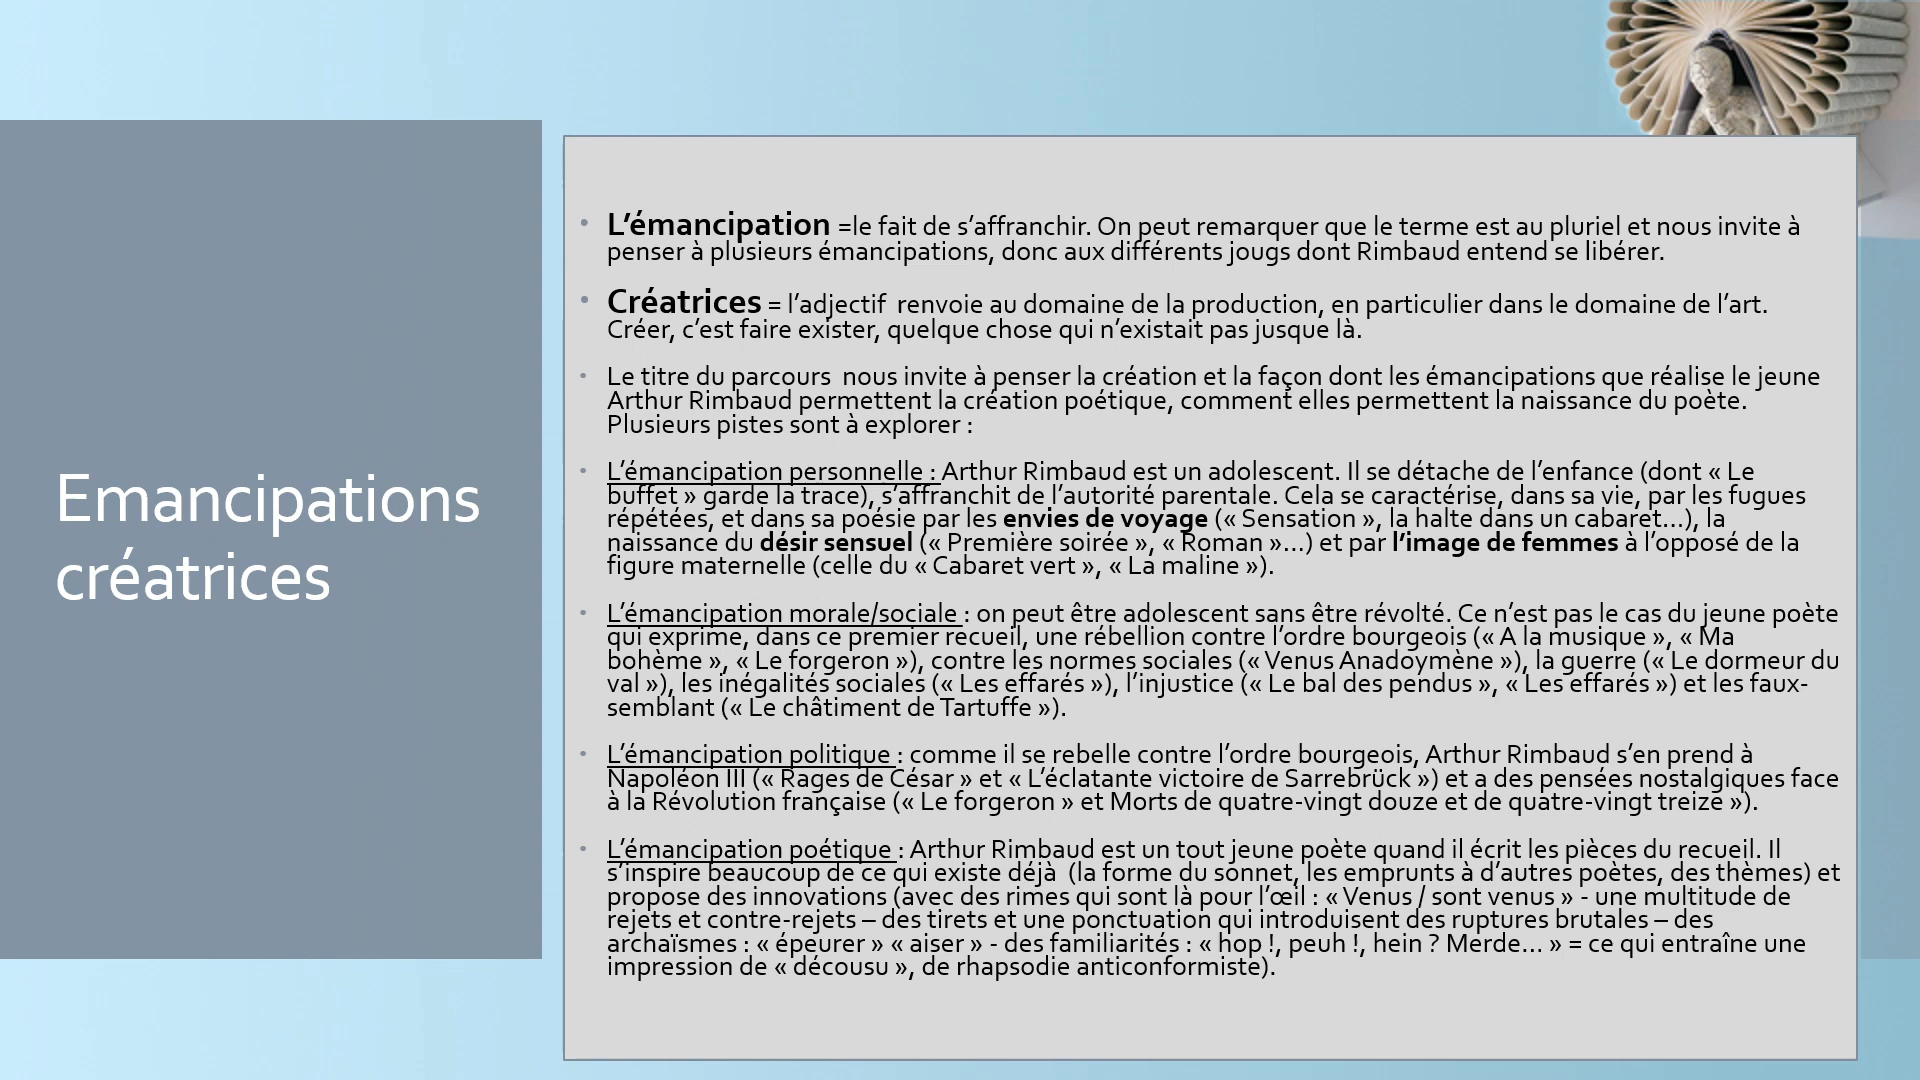 Emancipations
créatrices
• L’émancipation =le fait de s’affranchir. On peut remarquer que le terme est au pluriel et nous invite à
penser à plusieurs émancipations, donc aux différents jougs dont Rimbaud entend se libérer.
• Créatrices = l’adjectif  renvoie au domaine de la production, en particulier dans le domaine de l’art.
Créer, c’est faire exister, quelque chose qui n’existait pas jusque là.
• Le titre du parcours  nous invite à penser la création et la façon dont les émancipations que réalise le jeune
Arthur Rimbaud permettent la création poétique, comment elles permettent la naissance du poète.
Plusieurs pistes sont à explorer :
• L’émancipation personnelle : Arthur Rimbaud est un adolescent. Il se détache de l’enfance (dont « Le
buffet » garde la trace), s’affranchit de l’autorité parentale. Cela se caractérise, dans sa vie, par les fugues
répétées, et dans sa poésie par les envies de voyage (« Sensation », la halte dans un cabaret…), la
naissance du désir sensuel (« Première soirée », « Roman »…) et par l’image de femmes à l’opposé de la
figure maternelle (celle du « Cabaret vert », « La maline »).
• L’émancipation morale/sociale : on peut être adolescent sans être révolté. Ce n’est pas le cas du jeune poète
qui exprime, dans ce premier recueil, une rébellion contre l’ordre bourgeois (« A la musique », « Ma
bohème », « Le forgeron »), contre les normes sociales (« Venus Anadoymène »), la guerre (« Le dormeur du
val »), les inégalités sociales (« Les effarés »), l’injustice (« Le bal des pendus », « Les effarés ») et les faux-
semblant (« Le châtiment de Tartuffe »).
• L’émancipation politique : comme il se rebelle contre l’ordre bourgeois, Arthur Rimbaud s’en prend à
Napoléon III (« Rages de César » et « L’éclatante victoire de Sarrebrück ») et a des pensées nostalgiques face
à la Révolution française (« Le forgeron » et Morts de quatre-vingt douze et de quatre-vingt treize »).
• L’émancipation poétique : Arthur Rimbaud est un tout jeune poète quand il écrit les pièces du recueil. Il
s’inspire beaucoup de ce qui existe déjà  (la forme du sonnet, les emprunts à d’autres poètes, des thèmes) et
propose des innovations (avec des rimes qui sont là pour l’œil : « Venus / sont venus » - une multitude de
rejets et contre-rejets – des tirets et une ponctuation qui introduisent des ruptures brutales – des
archaïsmes : « épeurer » « aiser » - des familiarités : « hop !, peuh !, hein ? Merde… » = ce qui entraîne une
impression de « décousu », de rhapsodie anticonformiste).